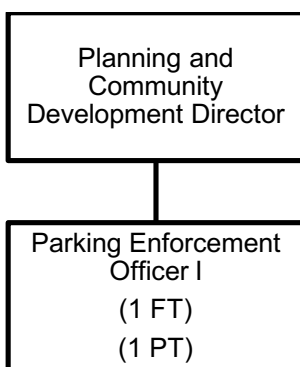 Planning and
Community
Development Director
Parking Enforcement
Officer I
(1 FT)
(1 PT)